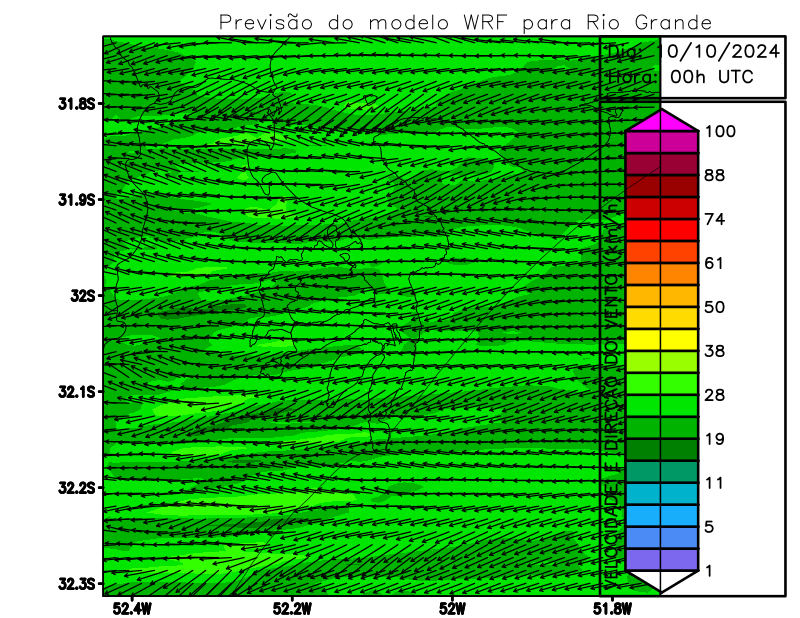 Previsão do modelo WRF para Rio Grande
Dia: 10/10/2024
Hora: 00h UTC
31.8S
31.9S
32S
32.1S
32.2S
32.3S
52.4W
52.2W
52W
51.8W
VELOCIDADE E DIREÇÃO DO VENTO (km/h)
100
88
74
61
50
38
28
19
11
5
1